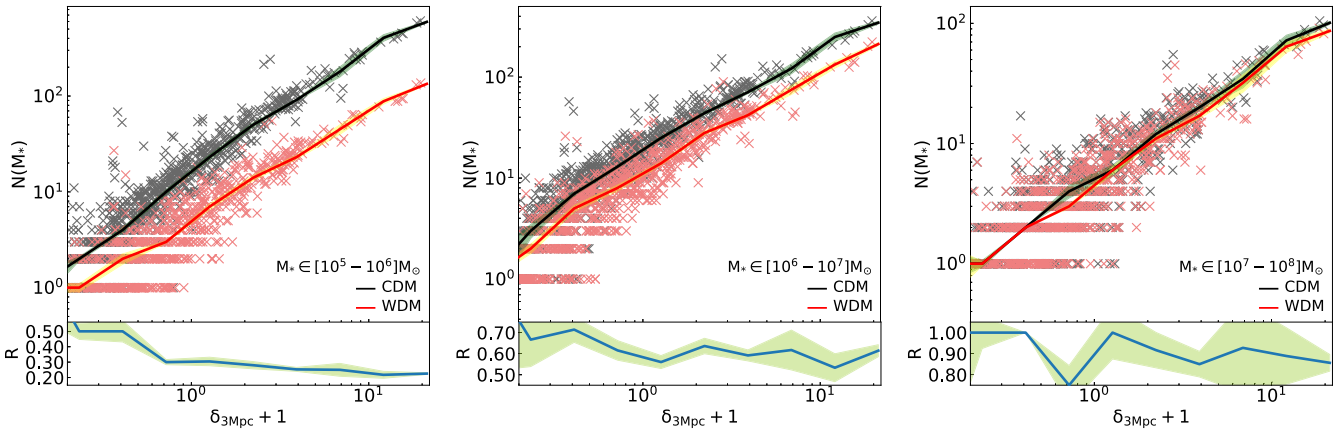 N(M*)
10²
10¹
10⁰
M* ∈ [10⁵ − 10⁶]M⊙
CDM
WDM
R
0.50
0.40
0.30
0.20
10⁰
10¹
δ3Mpc + 1
N(M*)
10²
10¹
10⁰
M* ∈ [10⁶ − 10⁷]M⊙
CDM
WDM
R
0.70
0.60
0.50
10⁰
10¹
δ3Mpc + 1
N(M*)
10²
10¹
10⁰
M* ∈ [10⁷ − 10⁸]M⊙
CDM
WDM
R
1.00
0.90
0.80
10⁰
10¹
δ3Mpc + 1